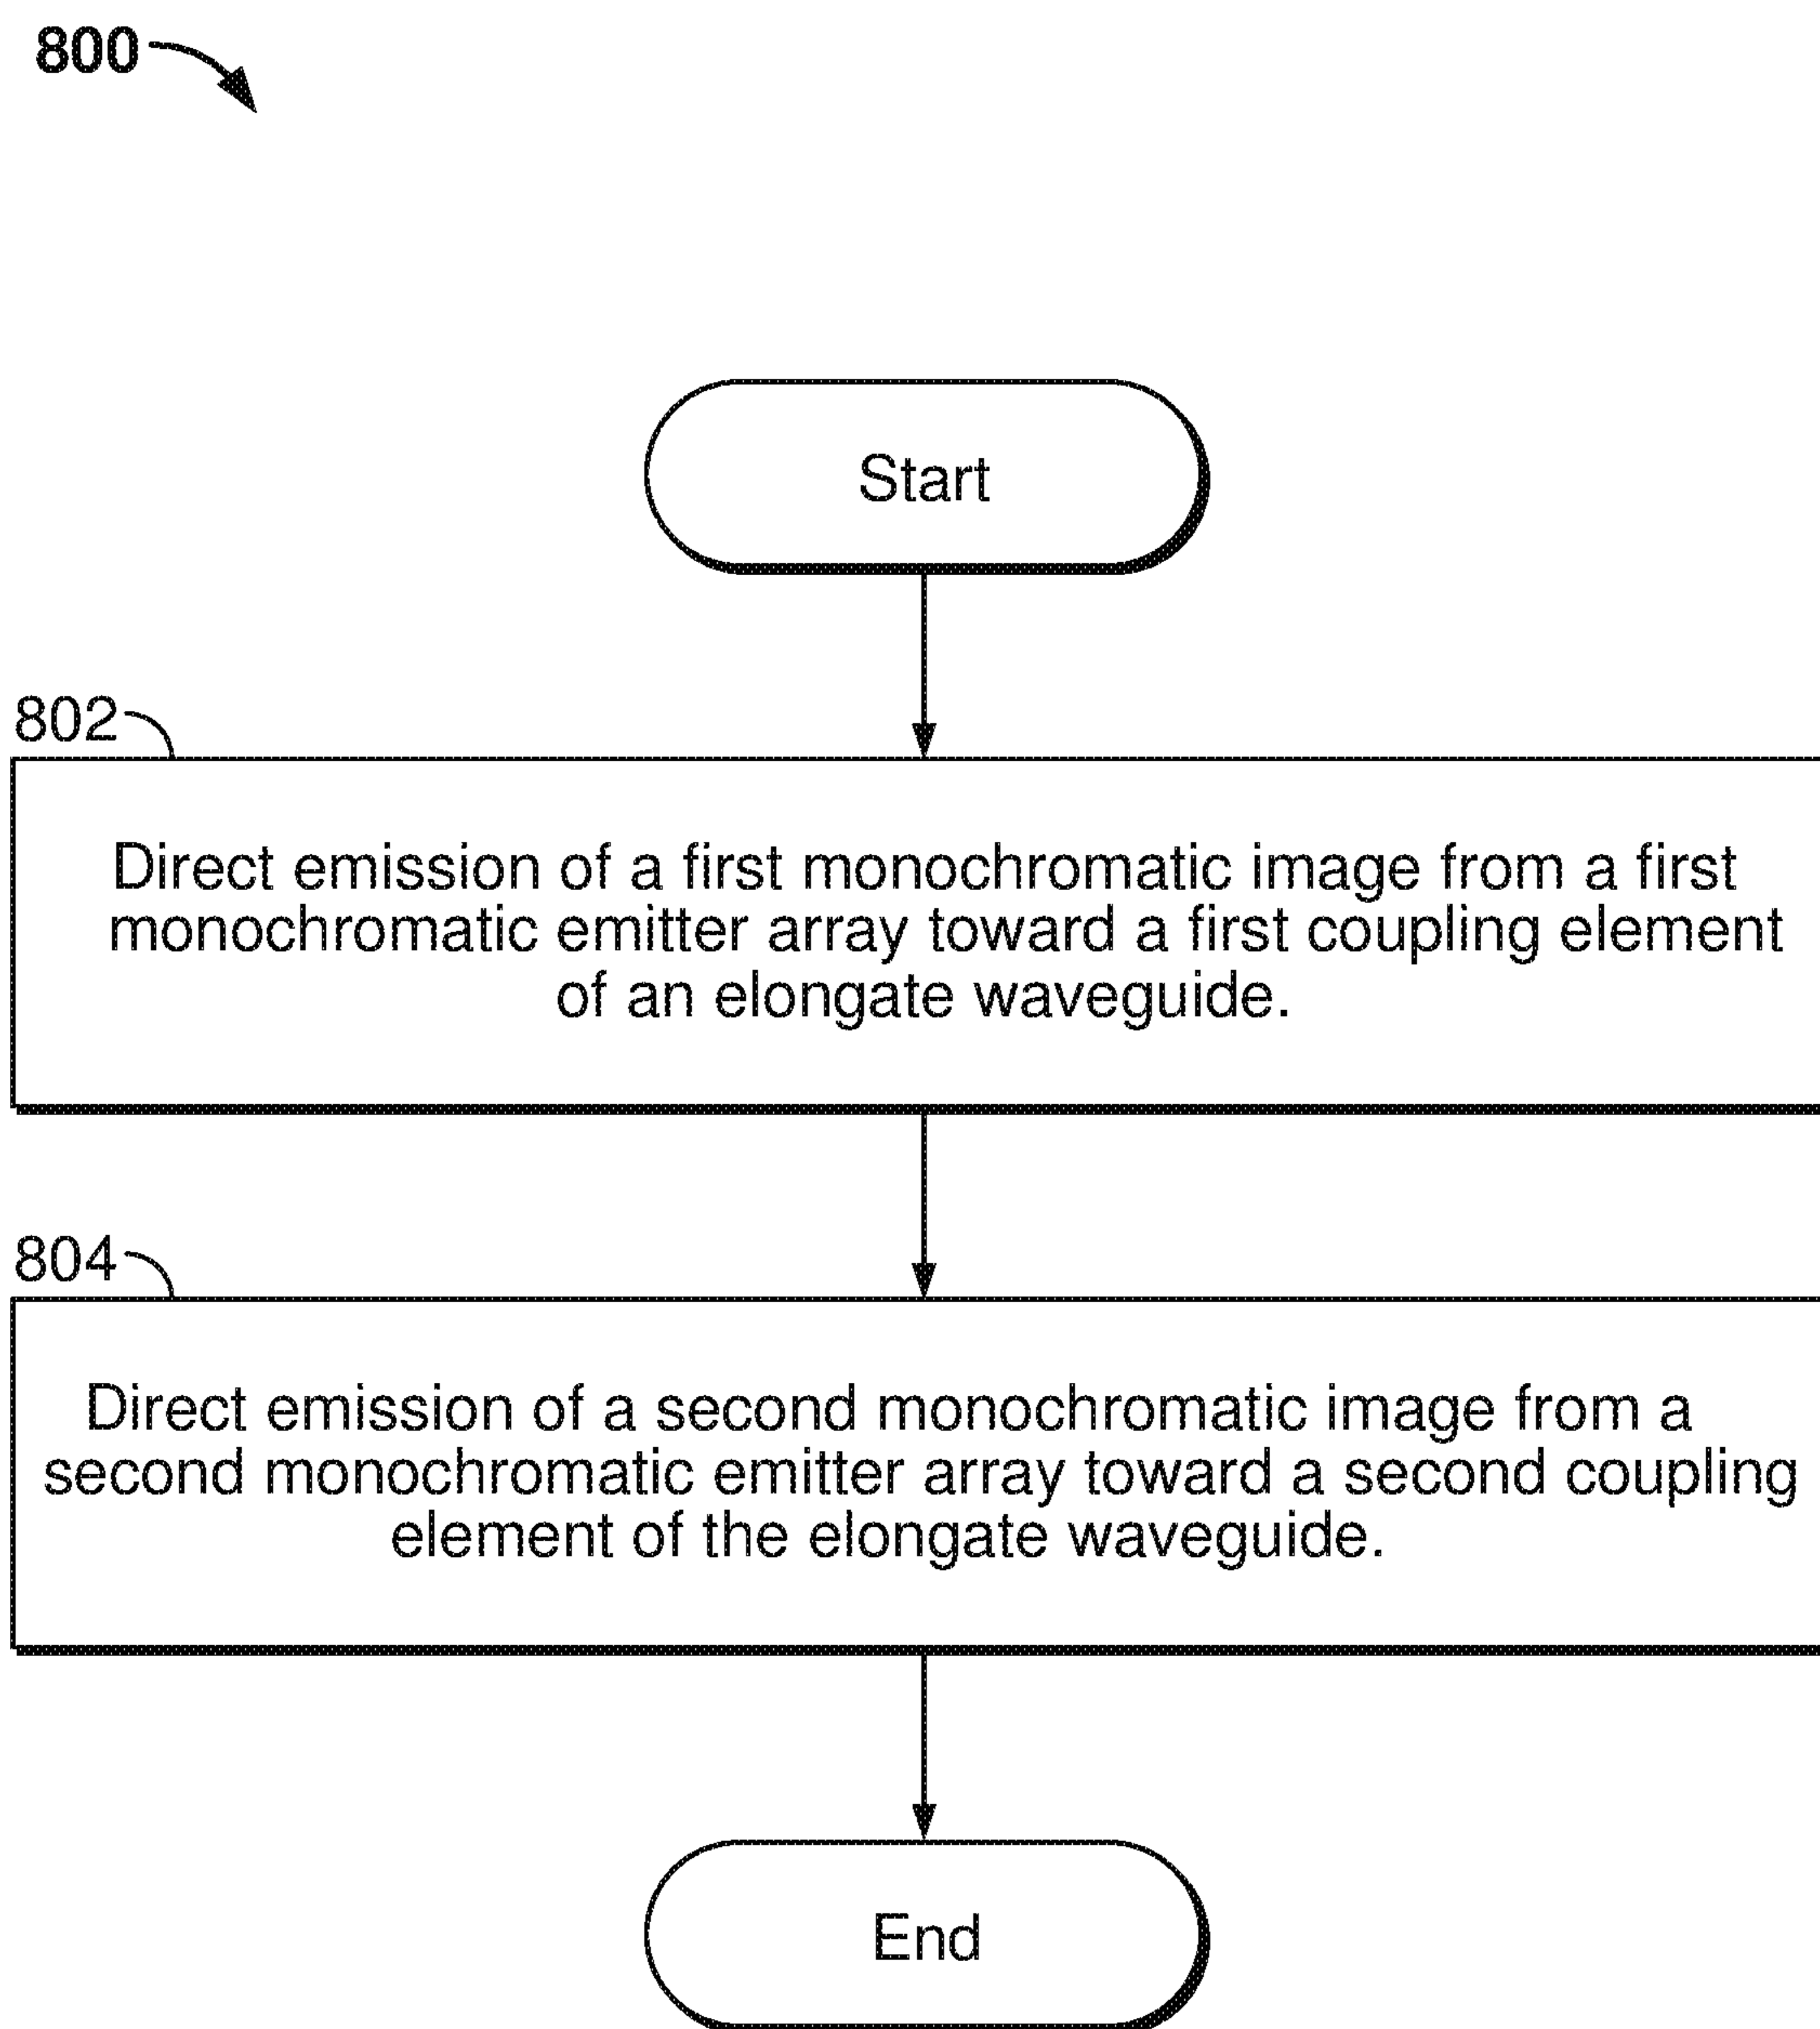 800
Start
802
Direct emission of a first monochromatic image from a first
monochromatic emitter array toward a first coupling element
of an elongate waveguide.
804
Direct emission of a second monochromatic image from a
second monochromatic emitter array toward a second coupling
element of the elongate waveguide.
End